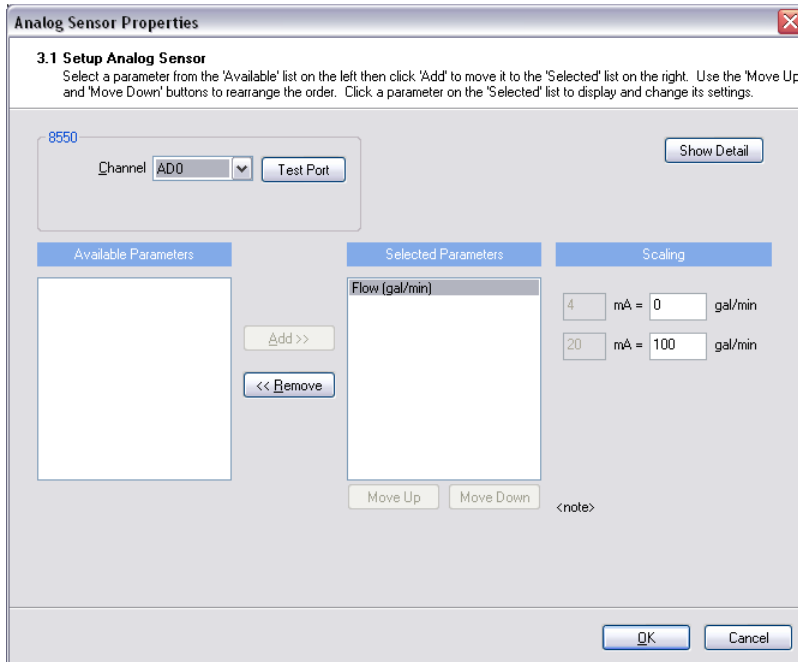 Analog Sensor Properties
3.1 Setup Analog Sensor
Select a parameter from the 'Available' list on the left then click 'Add' to move it to the 'Selected' list on the right. Use the 'Move Up
and 'Move Down' buttons to rearrange the order. Click a parameter on the 'Selected' list to display and change its settings.
8550
Channel AD0 Test Port
Show Detail
Available Parameters
Selected Parameters
Scaling
Flow (gal/min)
4 mA = 0 gal/min
20 mA = 100 gal/min
Add >>
<< Remove
Move Up Move Down
<note>
OK Cancel